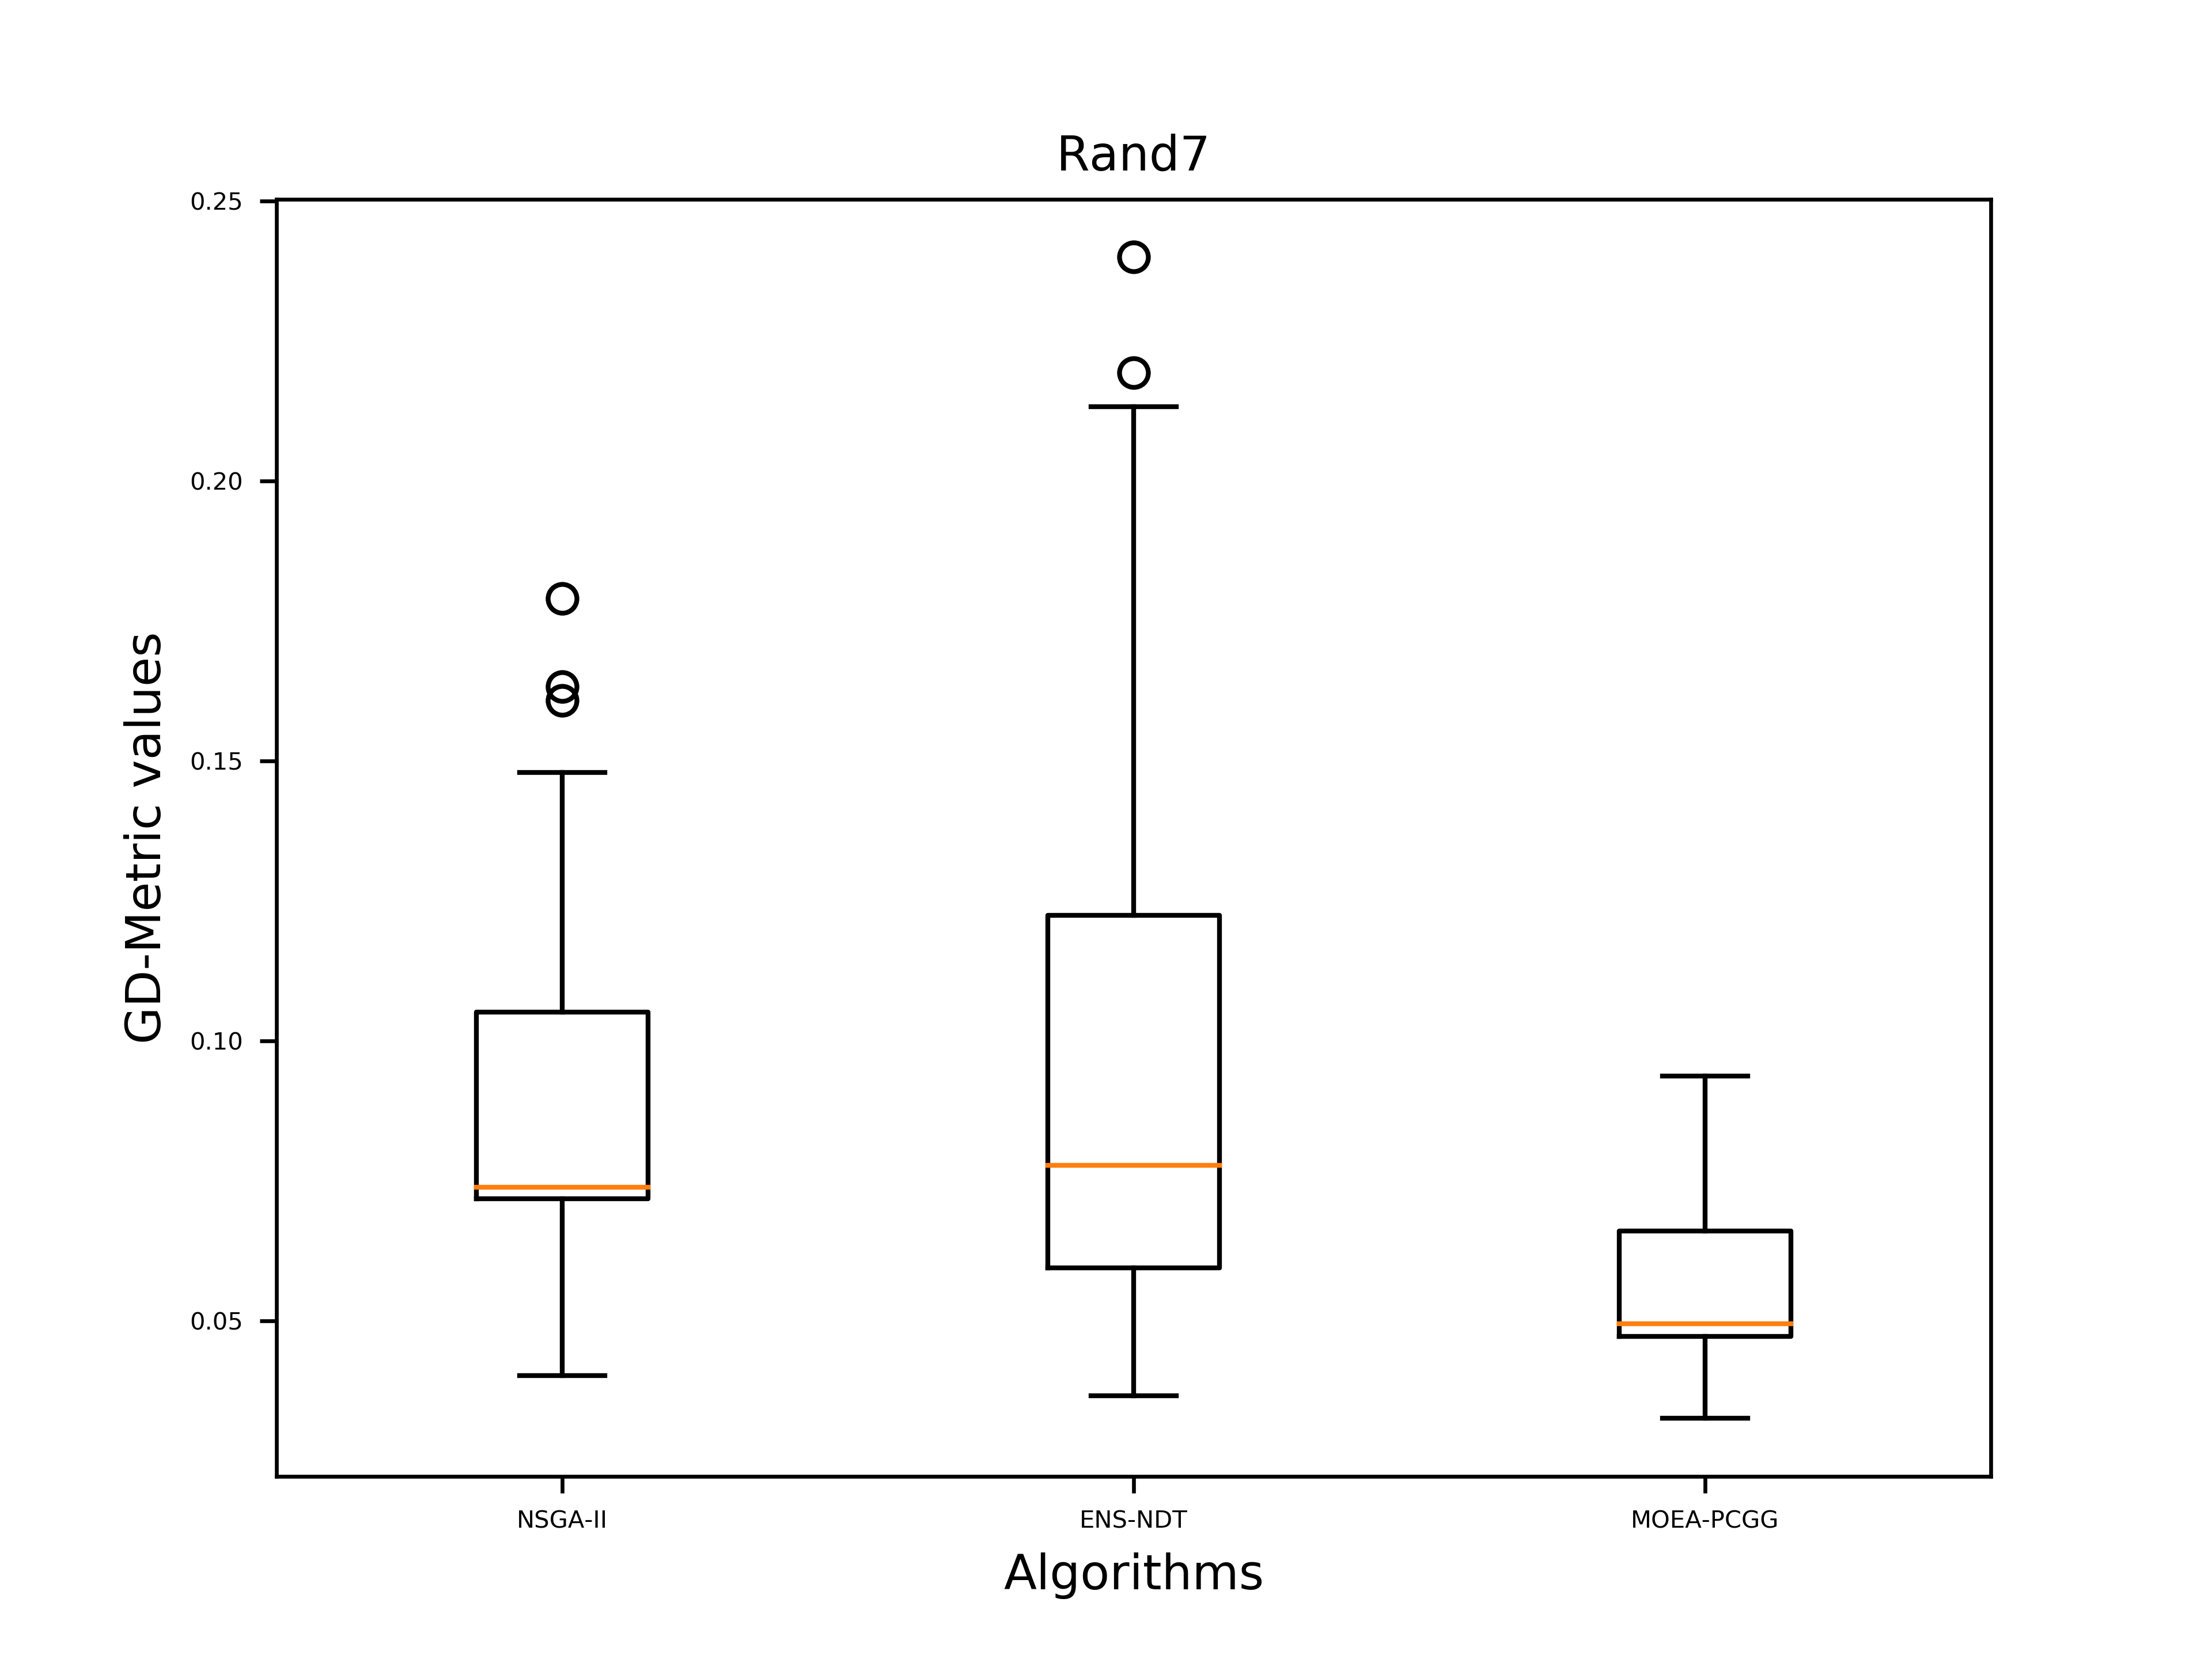 Rand7
GD-Metric values
0.25
0.20
0.15
0.10
0.05
NSGA-II
ENS-NDT
MOEA-PCGG
Algorithms